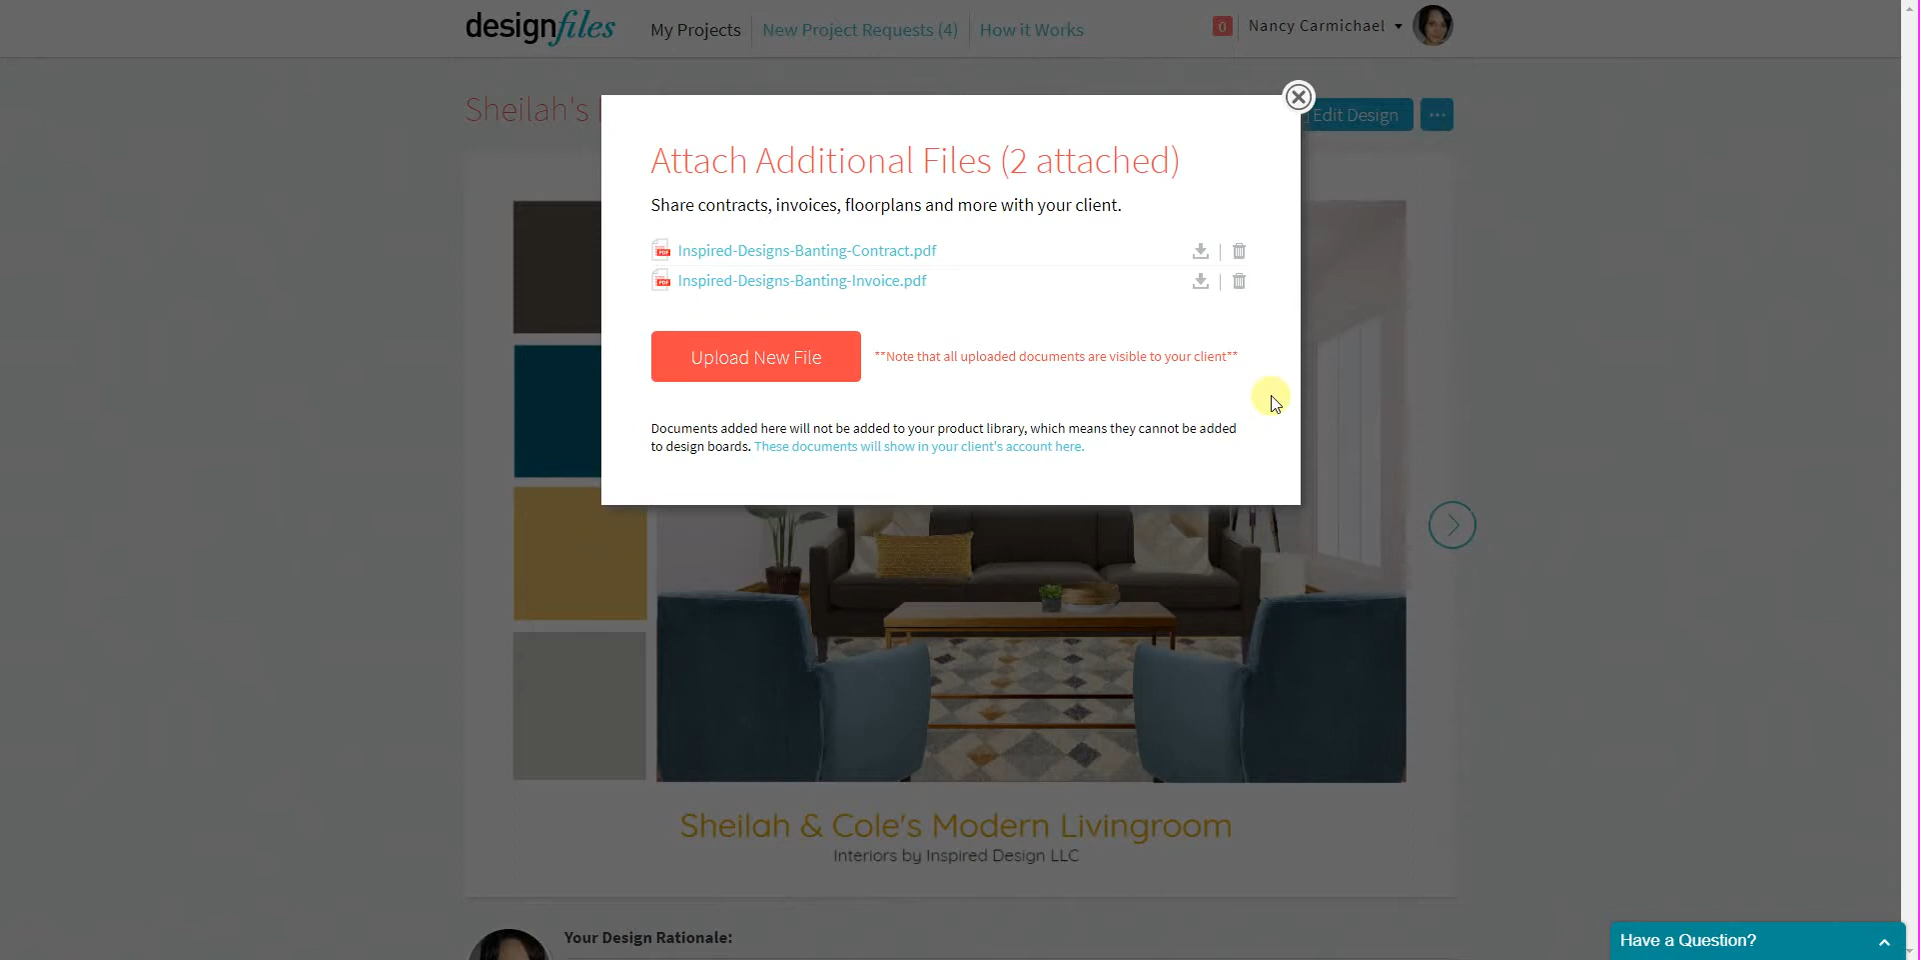 designfiles
My Projects
New Project Requests (4)
How it Works
0
Nancy Carmichael
Sheilah's
Edit Design
Attach Additional Files (2 attached)
Share contracts, invoices, floorplans and more with your client.
Inspired-Designs-Banting-Contract.pdf
Inspired-Designs-Banting-Invoice.pdf
Upload New File
**Note that all uploaded documents are visible to your client**
Documents added here will not be added to your product library, which means they cannot be added
to design boards. These documents will show in your client's account here.
Sheilah & Cole's Modern Livingroom
Interiors by Inspired Design LLC
Your Design Rationale:
Have a Question?